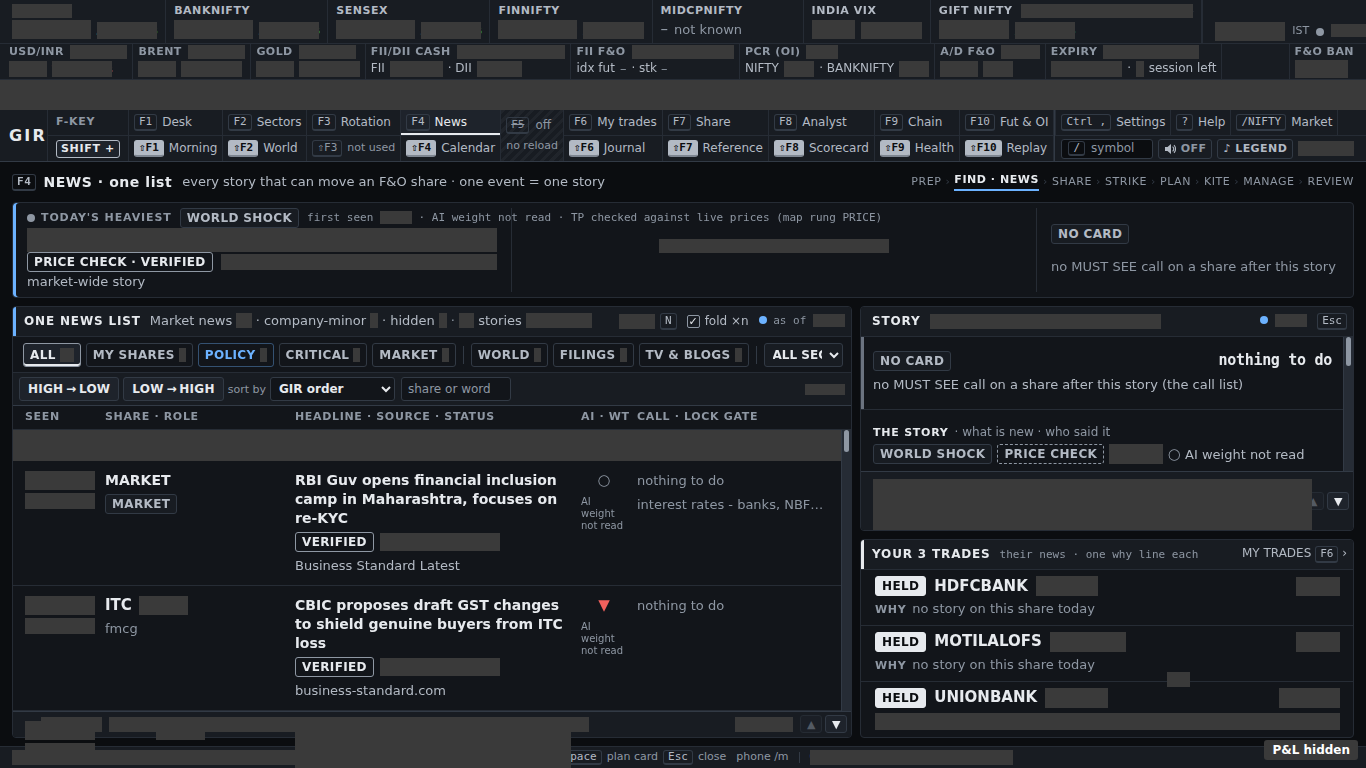 BANKNIFTY SENSEX FINNIFTY MIDCPNIFTY INDIA VIX GIFT NIFTY
– not known IST
USD/INR BRENT GOLD FII/DII CASH FII F&O PCR (OI) A/D F&O EXPIRY F&O BAN
FII · DII idx fut – · stk – NIFTY · BANKNIFTY · session left
GIR F-KEY F1 Desk F2 Sectors F3 Rotation F4 News F5 off F6 My trades F7 Share F8 Analyst F9 Chain F10 Fut & OI Ctrl , Settings ? Help /NIFTY Market
SHIFT + ⇧F1 Morning ⇧F2 World ⇧F3 not used ⇧F4 Calendar no reload ⇧F6 Journal ⇧F7 Reference ⇧F8 Scorecard ⇧F9 Health ⇧F10 Replay / symbol OFF ♪ LEGEND
F4 NEWS · one list every story that can move an F&O share · one event = one story PREP › FIND · NEWS › SHARE › STRIKE › PLAN › KITE › MANAGE › REVIEW
TODAY'S HEAVIEST WORLD SHOCK first seen · AI weight not read · TP checked against live prices (map rung PRICE)
NO CARD
PRICE CHECK · VERIFIED
no MUST SEE call on a share after this story
market-wide story
ONE NEWS LIST Market news · company-minor · hidden · stories N ✓ fold ×n as of
ALL MY SHARES POLICY CRITICAL MARKET WORLD FILINGS TV & BLOGS
HIGH→LOW LOW→HIGH sort by GIR order share or word
SEEN SHARE · ROLE HEADLINE · SOURCE · STATUS AI · WT CALL · LOCK GATE
MARKET
MARKET
RBI Guv opens financial inclusion
camp in Maharashtra, focuses on
re-KYC
VERIFIED
Business Standard Latest
AI
weight
not read
nothing to do
interest rates - banks, NBF…
ITC
fmcg
CBIC proposes draft GST changes
to shield genuine buyers from ITC
loss
VERIFIED
business-standard.com
▼
AI
weight
not read
nothing to do
▲ ▼
STORY Esc
NO CARD nothing to do
no MUST SEE call on a share after this story (the call list)
THE STORY · what is new · who said it
WORLD SHOCK PRICE CHECK ○ AI weight not read
▲ ▼
YOUR 3 TRADES their news · one why line each MY TRADES F6 ›
HELD HDFCBANK
WHY no story on this share today
HELD MOTILALOFS
WHY no story on this share today
HELD UNIONBANK
plan card Esc close phone /m
P&L hidden